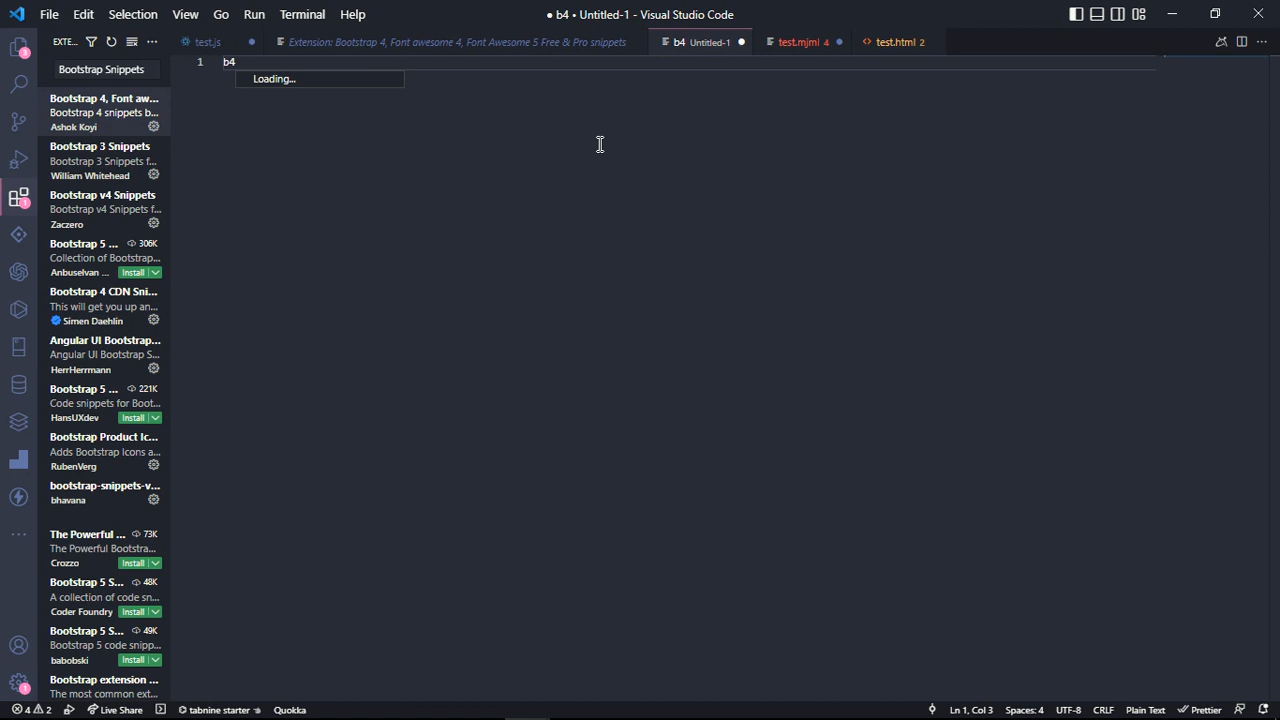 File Edit Selection View Go Run Terminal Help
● b4 • Untitled-1 - Visual Studio Code
EXTE...
test.js
Extension: Bootstrap 4, Font awesome 4, Font Awesome 5 Free & Pro snippets
b4 Untitled-1
test.mjml 4
test.html 2
3
1
1
Bootstrap Snippets
Bootstrap 4, Font aw...
Bootstrap 4 snippets b...
Ashok Koyi
Bootstrap 3 Snippets
Bootstrap 3 Snippets f...
William Whitehead
Bootstrap v4 Snippets
Bootstrap v4 Snippets f...
Zaczero
Bootstrap 5 ... 306K
Collection of Bootstrap...
Anbuselvan ... Install
Bootstrap 4 CDN Sni...
This will get you up an...
Simen Daehlin
Angular UI Bootstrap...
Angular UI Bootstrap S...
HerrHerrmann
Bootstrap 5 ... 221K
Code snippets for Boot...
HansUXdev Install
Bootstrap Product Ic...
Adds Bootstrap Icons a...
RubenVerg
bootstrap-snippets-v...
bhavana
The Powerful ... 73K
The Powerful Bootstra...
Crozzo Install
Bootstrap 5 S... 48K
A collection of code sn...
Coder Foundry Install
Bootstrap 5 S... 49K
Bootstrap 5 code snipp...
babobski Install
Bootstrap extension ...
The most common ext...
1 b4
Loading...
4 2 Live Share tabnine starter Quokka
Ln 1, Col 3 Spaces: 4 UTF-8 CRLF Plain Text Prettier